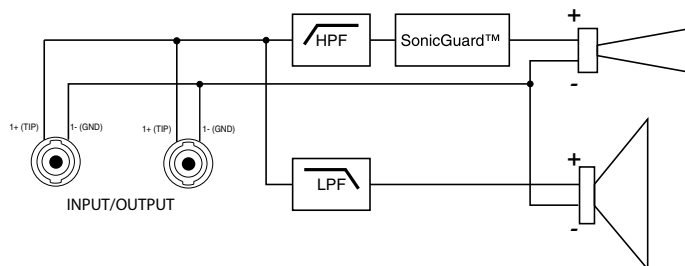 +
HPF
SonicGuard™
-
1+ (TIP)
1- (GND)
1+ (TIP)
1- (GND)
+
LPF
-
INPUT/OUTPUT